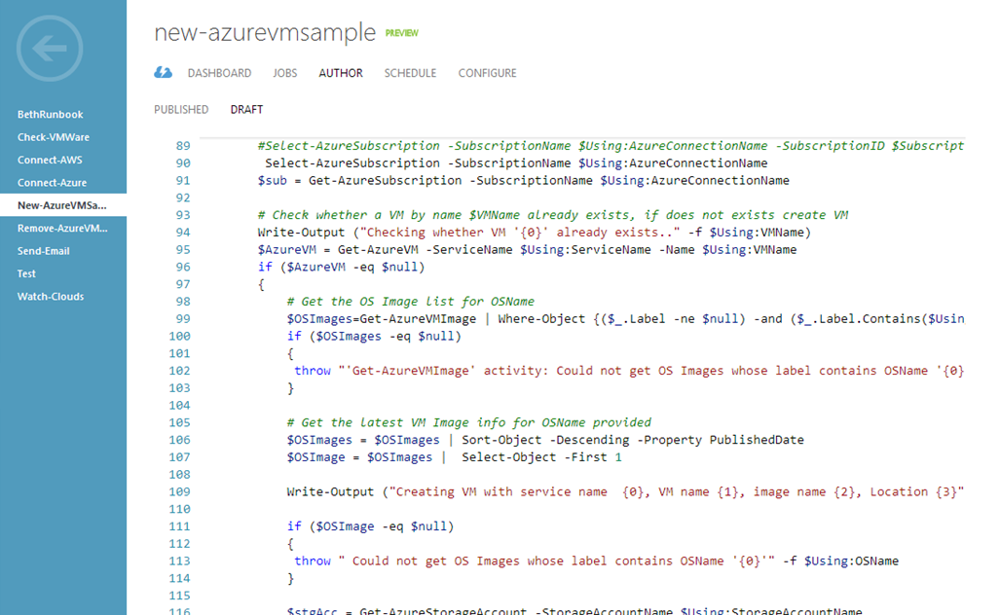 new-azurevmsample PREVIEW
DASHBOARD JOBS AUTHOR SCHEDULE CONFIGURE
PUBLISHED DRAFT
BethRunbook
Check-VMWare
Connect-AWS
Connect-Azure
New-AzureVMSa...
Remove-AzureVM...
Send-Email
Test
Watch-Clouds
89 #Select-AzureSubscription -SubscriptionName $Using:AzureConnectionName -SubscriptionID $Subscript
90 Select-AzureSubscription -SubscriptionName $Using:AzureConnectionName
91 $sub = Get-AzureSubscription -SubscriptionName $Using:AzureConnectionName
92
93 # Check whether a VM by name $VMName already exists, if does not exists create VM
94 Write-Output ("Checking whether VM '{0}' already exists.." -f $Using:VMName)
95 $AzureVM = Get-AzureVM -ServiceName $Using:ServiceName -Name $Using:VMName
96 if ($AzureVM -eq $null)
97 {
98 # Get the OS Image list for OSName
99 $OSImages=Get-AzureVMImage | Where-Object {($_.Label -ne $null) -and ($_.Label.Contains($Usin
100 if ($OSImages -eq $null)
101 {
102 throw "'Get-AzureVMImage' activity: Could not get OS Images whose label contains OSName '{0}
103 }
104
105 # Get the latest VM Image info for OSName provided
106 $OSImages = $OSImages | Sort-Object -Descending -Property PublishedDate
107 $OSImage = $OSImages | Select-Object -First 1
108
109 Write-Output ("Creating VM with service name {0}, VM name {1}, image name {2}, Location {3}"
110
111 if ($OSImage -eq $null)
112 {
113 throw " Could not get OS Images whose label contains OSName '{0}'" -f $Using:OSName
114 }
115
116 $stgAcc = Get-AzureStorageAccount -StorageAccountName $Using:StorageAccountName